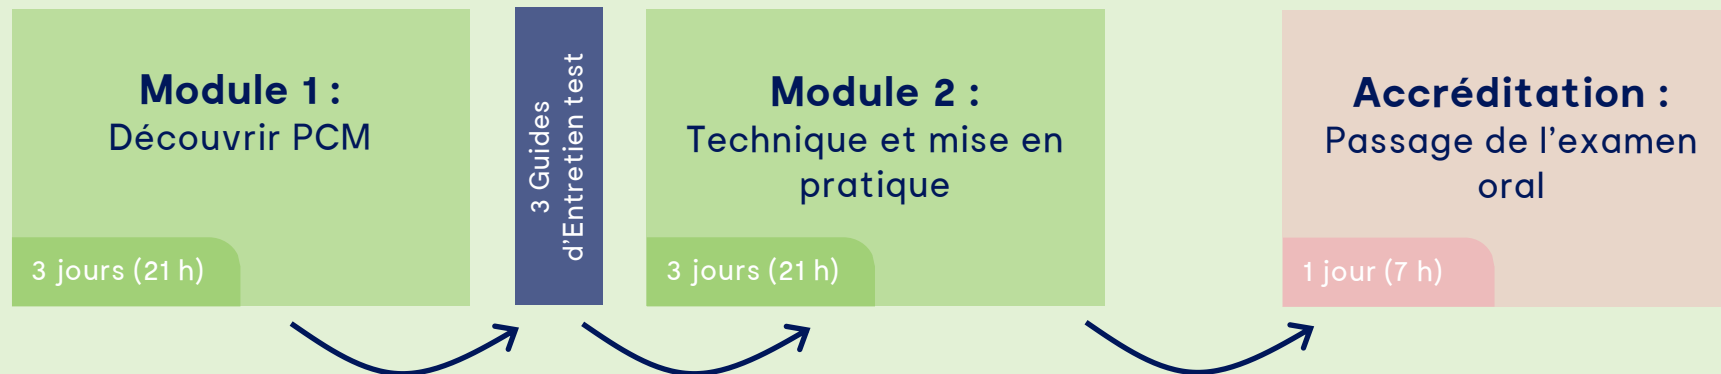 Module 1 :
Découvrir PCM
3 jours (21 h)
3 Guides
d’Entretien test
Module 2 :
Technique et mise en
pratique
3 jours (21 h)
Accréditation :
Passage de l’examen
oral
1 jour (7 h)